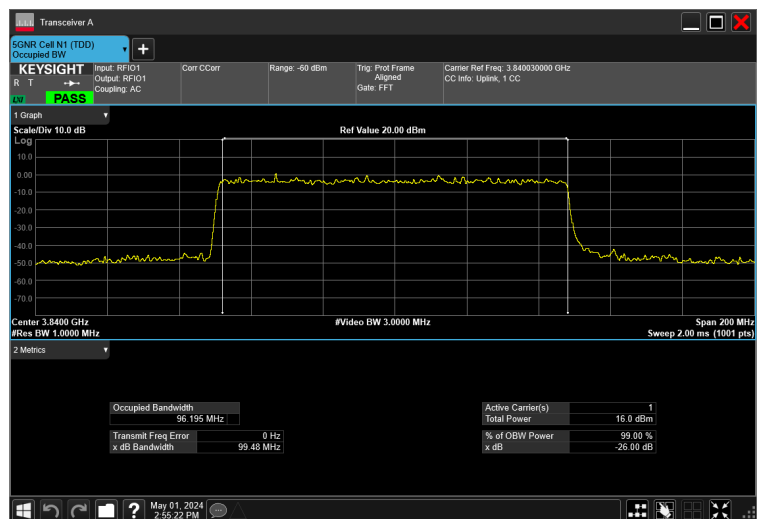 Transceiver A
5GNR Cell N1 (TDD)
Occupied BW
KEYSIGHT
R T
LNI
PASS
Input: RFIO1
Output: RFIO1
Coupling: AC
Corr CCorr
Range: -60 dBm
Trig: Prot Frame
Aligned
Gate: FFT
Carrier Ref Freq: 3.840030000 GHz
CC Info: Uplink, 1 CC
1 Graph
Scale/Div 10.0 dB
Ref Value 20.00 dBm
Log
10.0
0.00
-10.0
-20.0
-30.0
-40.0
-50.0
-60.0
-70.0
Center 3.8400 GHz
#Video BW 3.0000 MHz
Span 200 MHz
#Res BW 1.0000 MHz
Sweep 2.00 ms (1001 pts)
2 Metrics
Occupied Bandwidth
96.195 MHz
Transmit Freq Error 0 Hz
x dB Bandwidth 99.48 MHz
Active Carrier(s) 1
Total Power 16.0 dBm
% of OBW Power 99.00 %
x dB -26.00 dB
?
May 01, 2024
2:55:22 PM